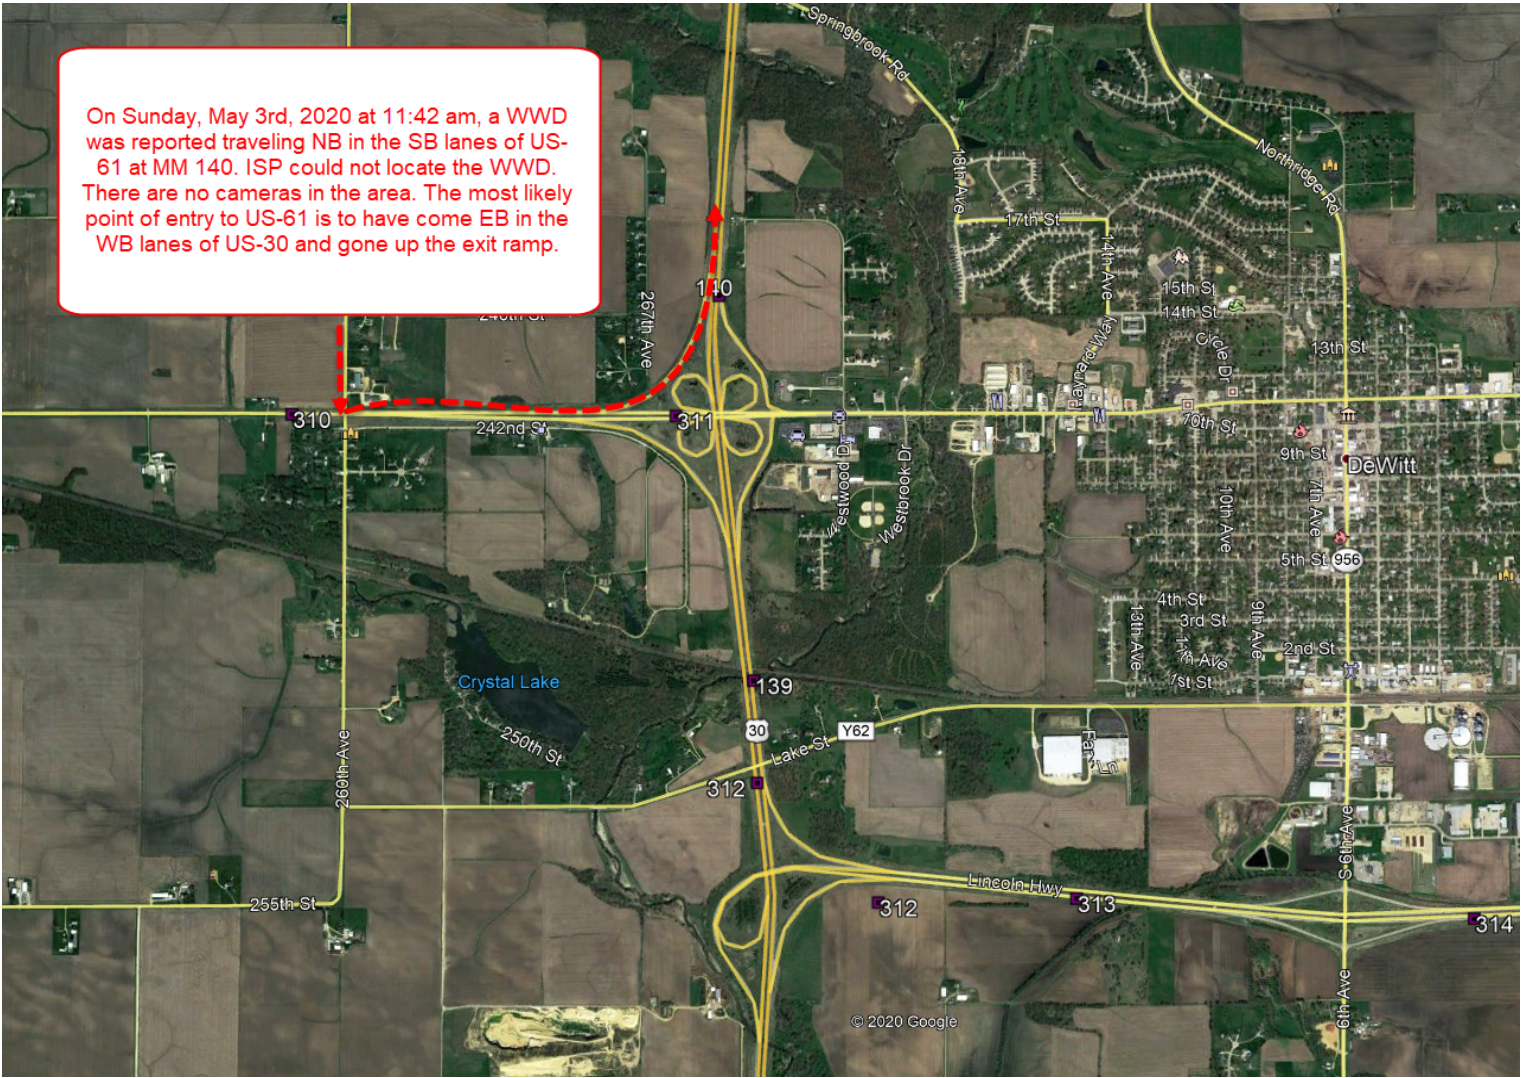 Springbrook Rd
On Sunday, May 3rd, 2020 at 11:42 am, a WWD
was reported traveling NB in the SB lanes of US-
61 at MM 140. ISP could not locate the WWD.
There are no cameras in the area. The most likely
point of entry to US-61 is to have come EB in the
WB lanes of US-30 and gone up the exit ramp.
Northridge Rd
18th Ave
17th St
14th Ave
15th St
14th St
140
267th Ave
Maynard Way
Circle Dr
13th St
310
311
242nd St
10th St
9th St
DeWitt
Westwood Dr
Westbrook Dr
10th Ave
7th Ave
5th St
956
4th St
3rd St
13th Ave
9th Ave
2nd St
11th Ave
1st St
Crystal Lake
139
30
Y62
Lake St
250th St
Farm Ln
260th Ave
312
S 6th Ave
Lincoln Hwy
255th St
312
313
314
6th Ave
© 2020 Google